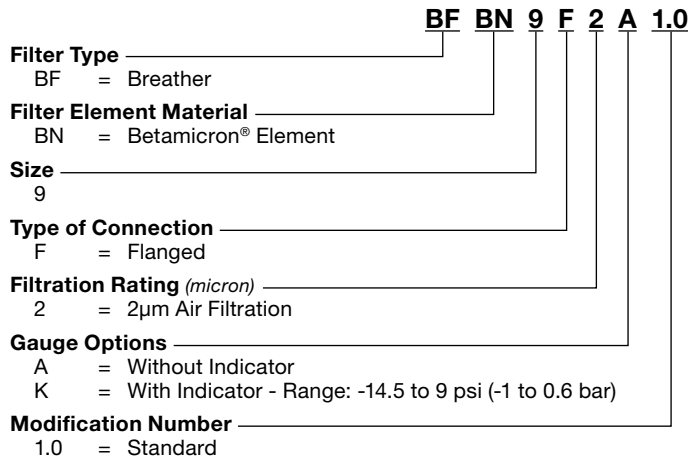 BF BN 9 F 2 A 1.0
Filter Type
BF = Breather
Filter Element Material
BN = Betamicron® Element
Size
9
Type of Connection
F = Flanged
Filtration Rating (micron)
2 = 2µm Air Filtration
Gauge Options
A = Without Indicator
K = With Indicator - Range: -14.5 to 9 psi (-1 to 0.6 bar)
Modification Number
1.0 = Standard